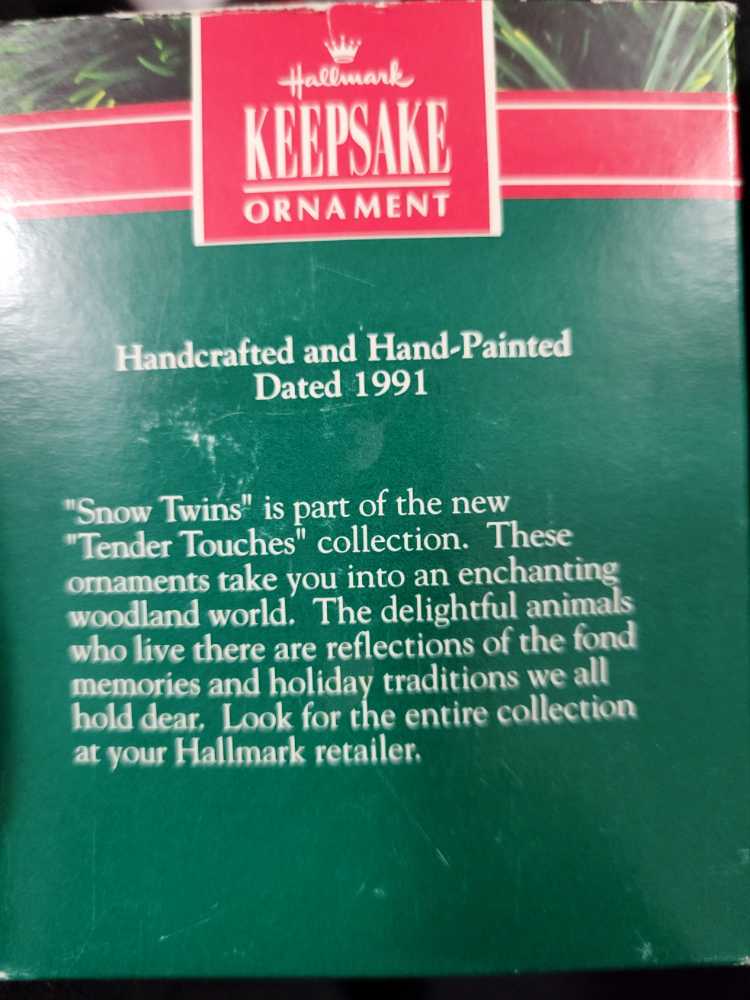 Hallmark
KEEPSAKE
ORNAMENT
Handcrafted and Hand-Painted
Dated 1991
"Snow Twins" is part of the new
"Tender Touches" collection. These
ornaments take you into an enchanting
woodland world. The delightful animals
who live there are reflections of the fond
memories and holiday traditions we all
hold dear. Look for the entire collection
at your Hallmark retailer.